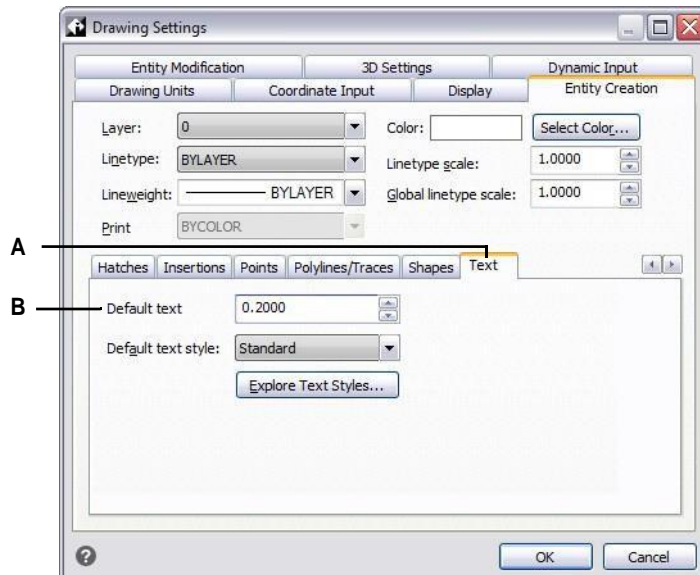 Drawing Settings
Entity Modification 3D Settings Dynamic Input
Drawing Units Coordinate Input Display Entity Creation
Layer: 0 Color: Select Color...
Linetype: BYLAYER Linetype scale: 1.0000
Lineweight: BYLAYER Global linetype scale: 1.0000
Print BYCOLOR
A
Hatches Insertions Points Polylines/Traces Shapes Text
B Default text 0.2000
Default text style: Standard
Explore Text Styles...
? OK Cancel